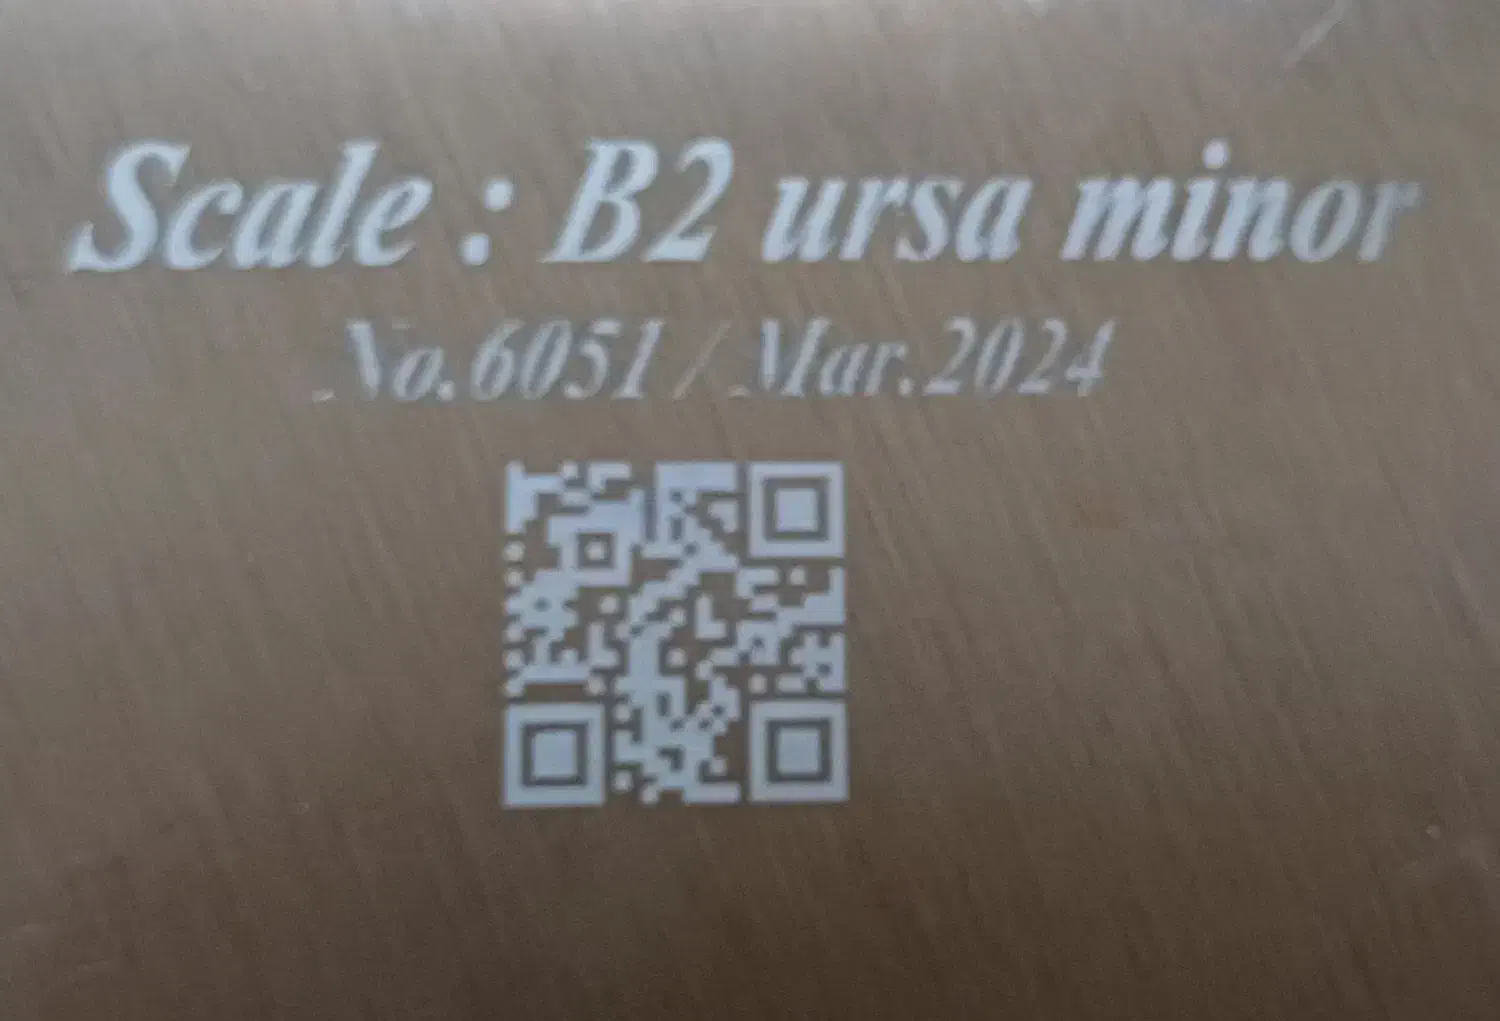 Scale : B2 ursa minor
No.6051 / Mar.2024